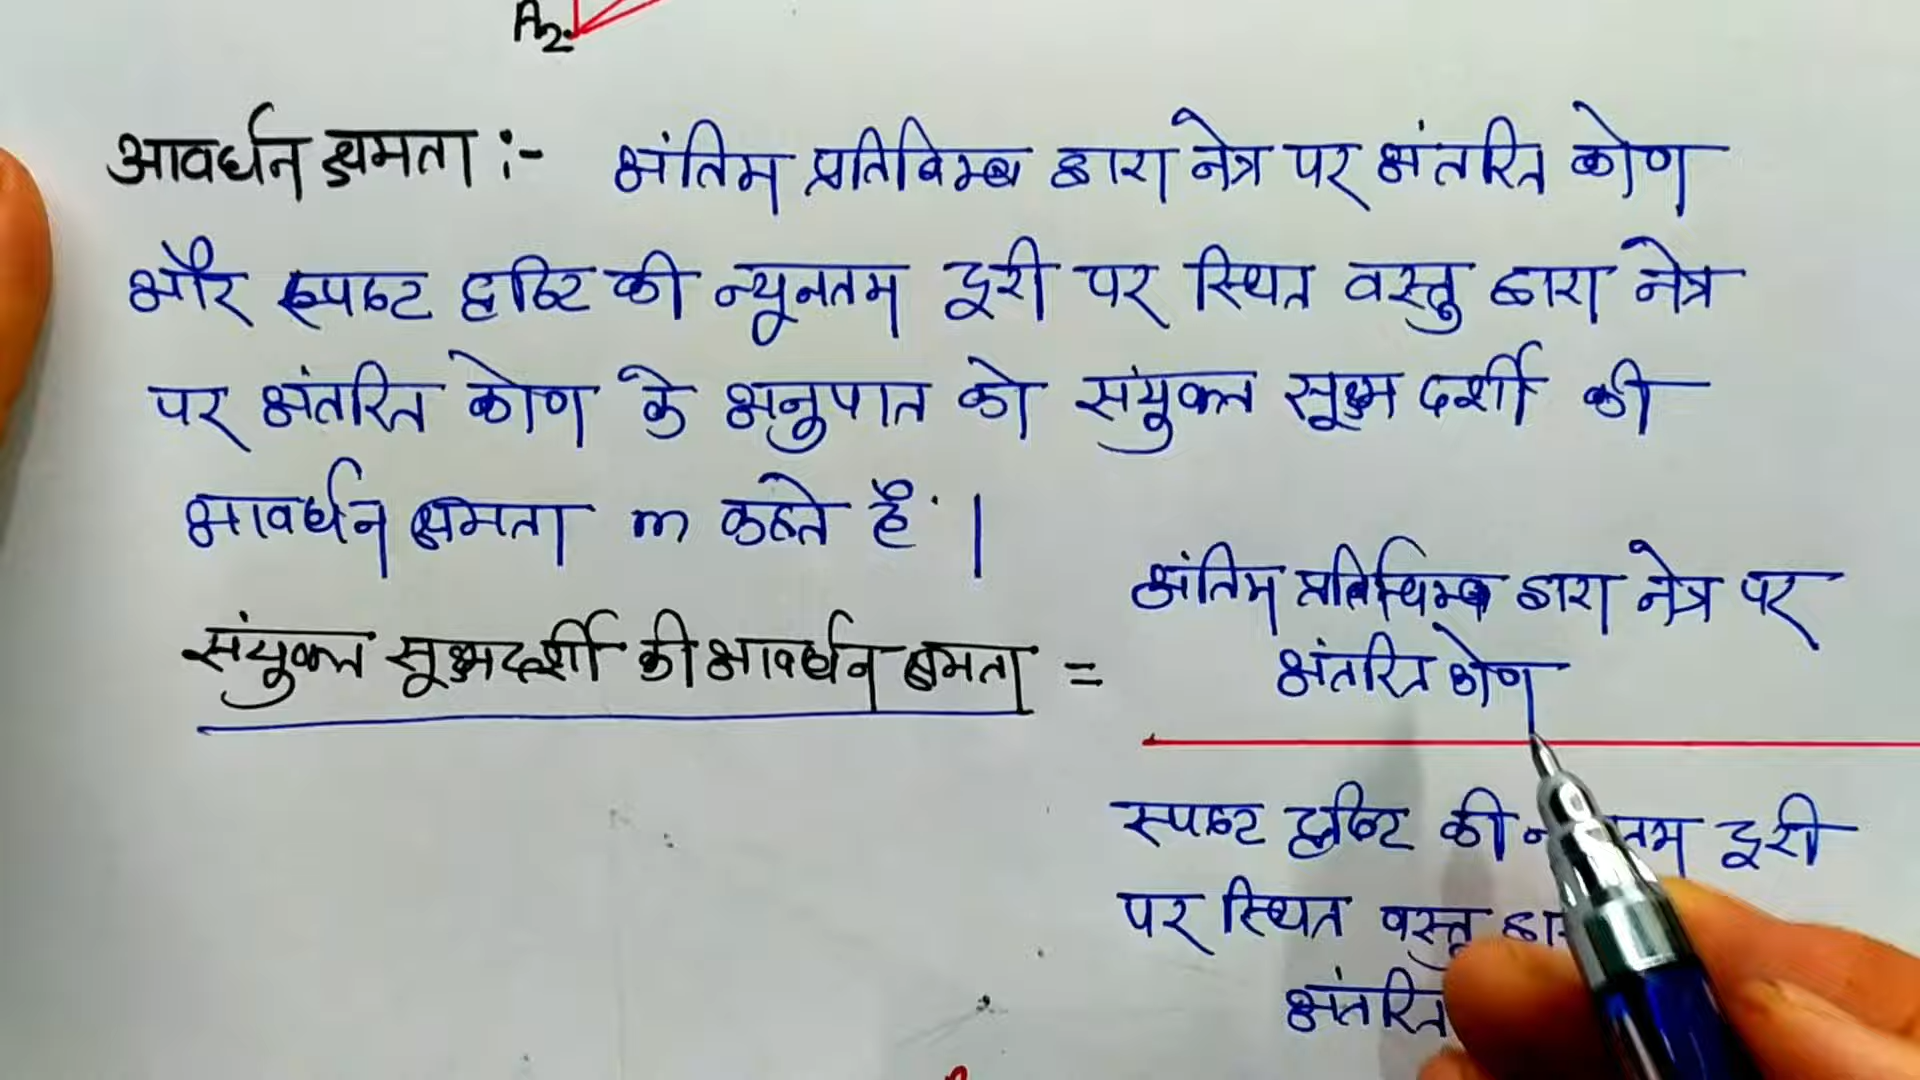 A2
आवर्धन क्षमता :- अंतिम प्रतिबिम्ब द्वारा नेत्र पर अंतरित कोण
और स्पष्ट दृष्टि की न्यूनतम दूरी पर स्थित वस्तु द्वारा नेत्र
पर अंतरित कोण के अनुपात को संयुक्त सूक्ष्म दर्शी की
आवर्धन क्षमता m कहते हैं।
संयुक्त सूक्ष्मदर्शी की आवर्धन क्षमता =
अंतिम प्रतिबिम्ब द्वारा नेत्र पर
अंतरित कोण
स्पष्ट दृष्टि की दूरी
पर स्थित वस्तु
अंतरित